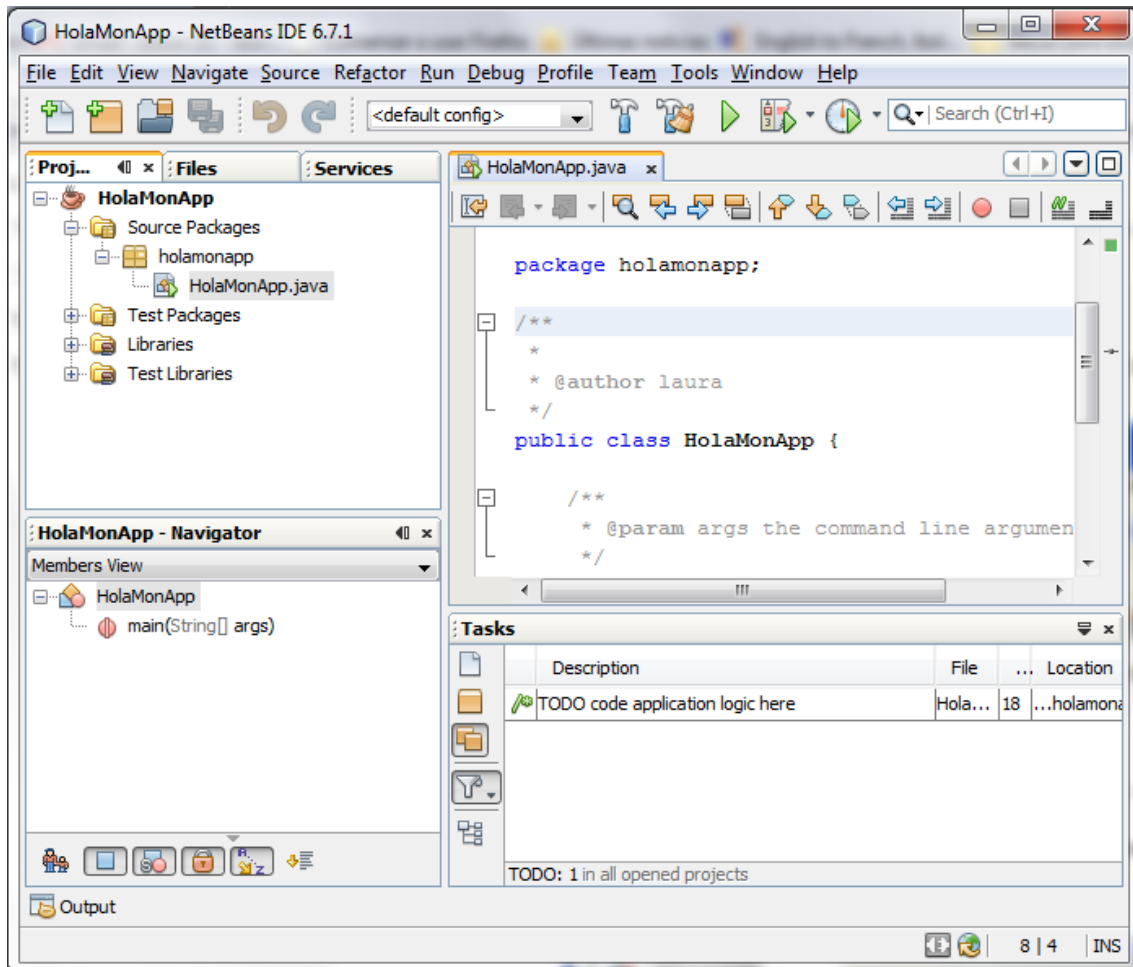 HolaMonApp - NetBeans IDE 6.7.1
File Edit View Navigate Source Refactor Run Debug Profile Team Tools Window Help
<default config>
Search (Ctrl+I)
Proj...
Files
Services
HolaMonApp
Source Packages
holamonapp
HolaMonApp.java
Test Packages
Libraries
Test Libraries
HolaMonApp - Navigator
Members View
HolaMonApp
main(String[] args)
HolaMonApp.java
package holamonapp;
/**
*
* @author laura
*/
public class HolaMonApp {
/**
* @param args the command line argumen
*/
Tasks
Description File ... Location
TODO code application logic here Hola... 18 ...holamona
TODO: 1 in all opened projects
Output
8 | 4 INS